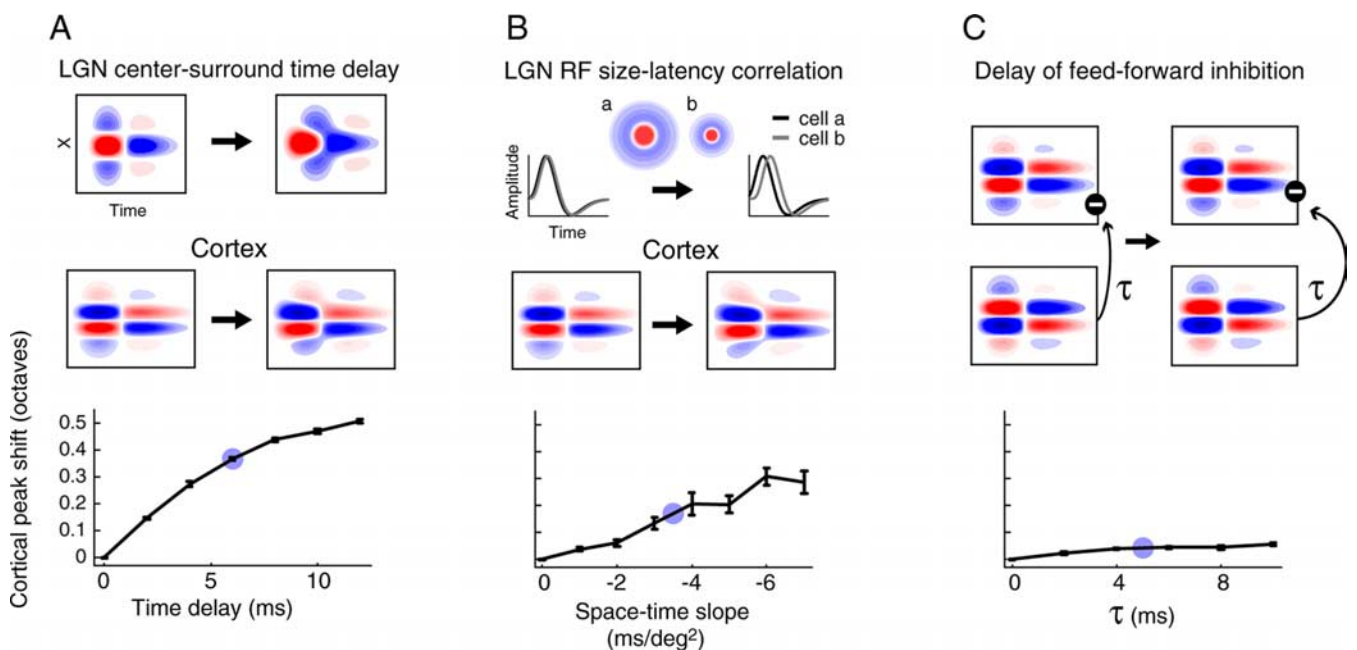 A
LGN center-surround time delay
X
Time
B
LGN RF size-latency correlation
a
b
cell a
cell b
Amplitude
Time
C
Delay of feed-forward inhibition
τ
τ
Cortex
Cortex
Cortical peak shift (octaves)
0.5
0.4
0.3
0.2
0.1
0
0 5 10
Time delay (ms)
0 -2 -4 -6
Space-time slope
(ms/deg²)
0 4 8
τ (ms)